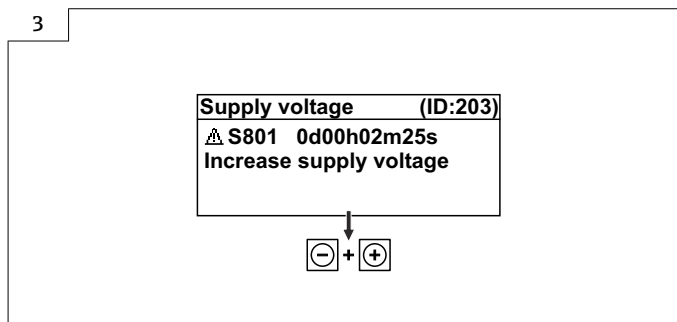 3
Supply voltage (ID:203)
⚠ S801 0d00h02m25s
Increase supply voltage
⊖ + ⊕